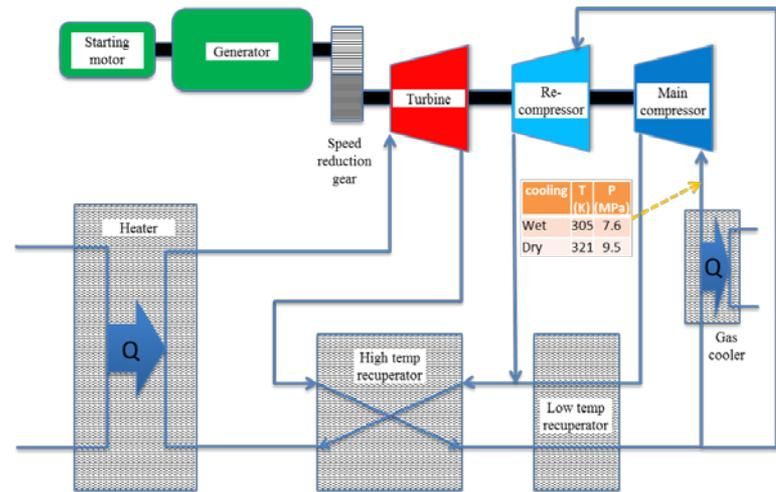 Starting
motor
Generator
Speed
reduction
gear
Turbine
Re-
compressor
Main
compressor
cooling T P
(K) (MPa)
Wet 305 7.6
Dry 321 9.5
Heater
Q
Q
Gas
cooler
High temp
recuperator
Low temp
recuperator